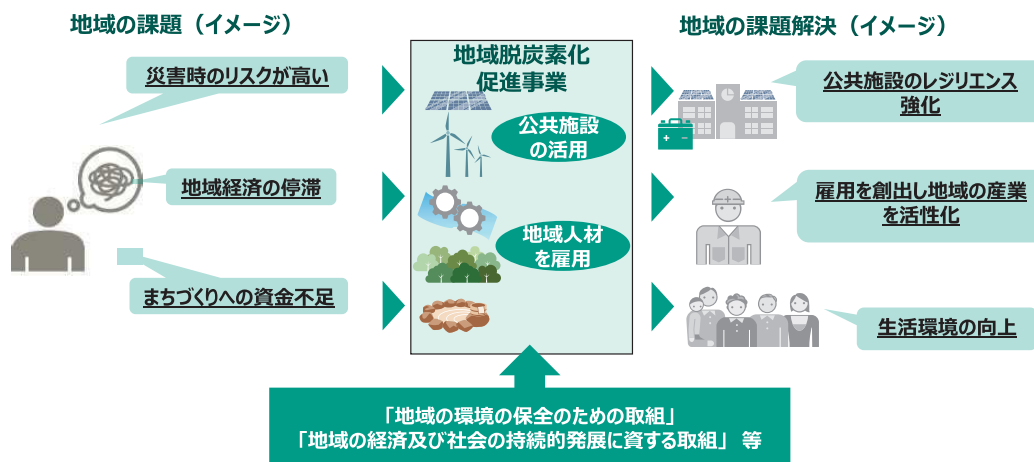 地域の課題（イメージ）
災害時のリスクが高い
地域経済の停滞
まちづくりへの資金不足
地域脱炭素化
促進事業
公共施設
の活用
地域人材
を雇用
地域の課題解決（イメージ）
公共施設のレジリエンス
強化
雇用を創出し地域の産業
を活性化
生活環境の向上
「地域の環境の保全のための取組」
「地域の経済及び社会の持続的発展に資する取組」 等